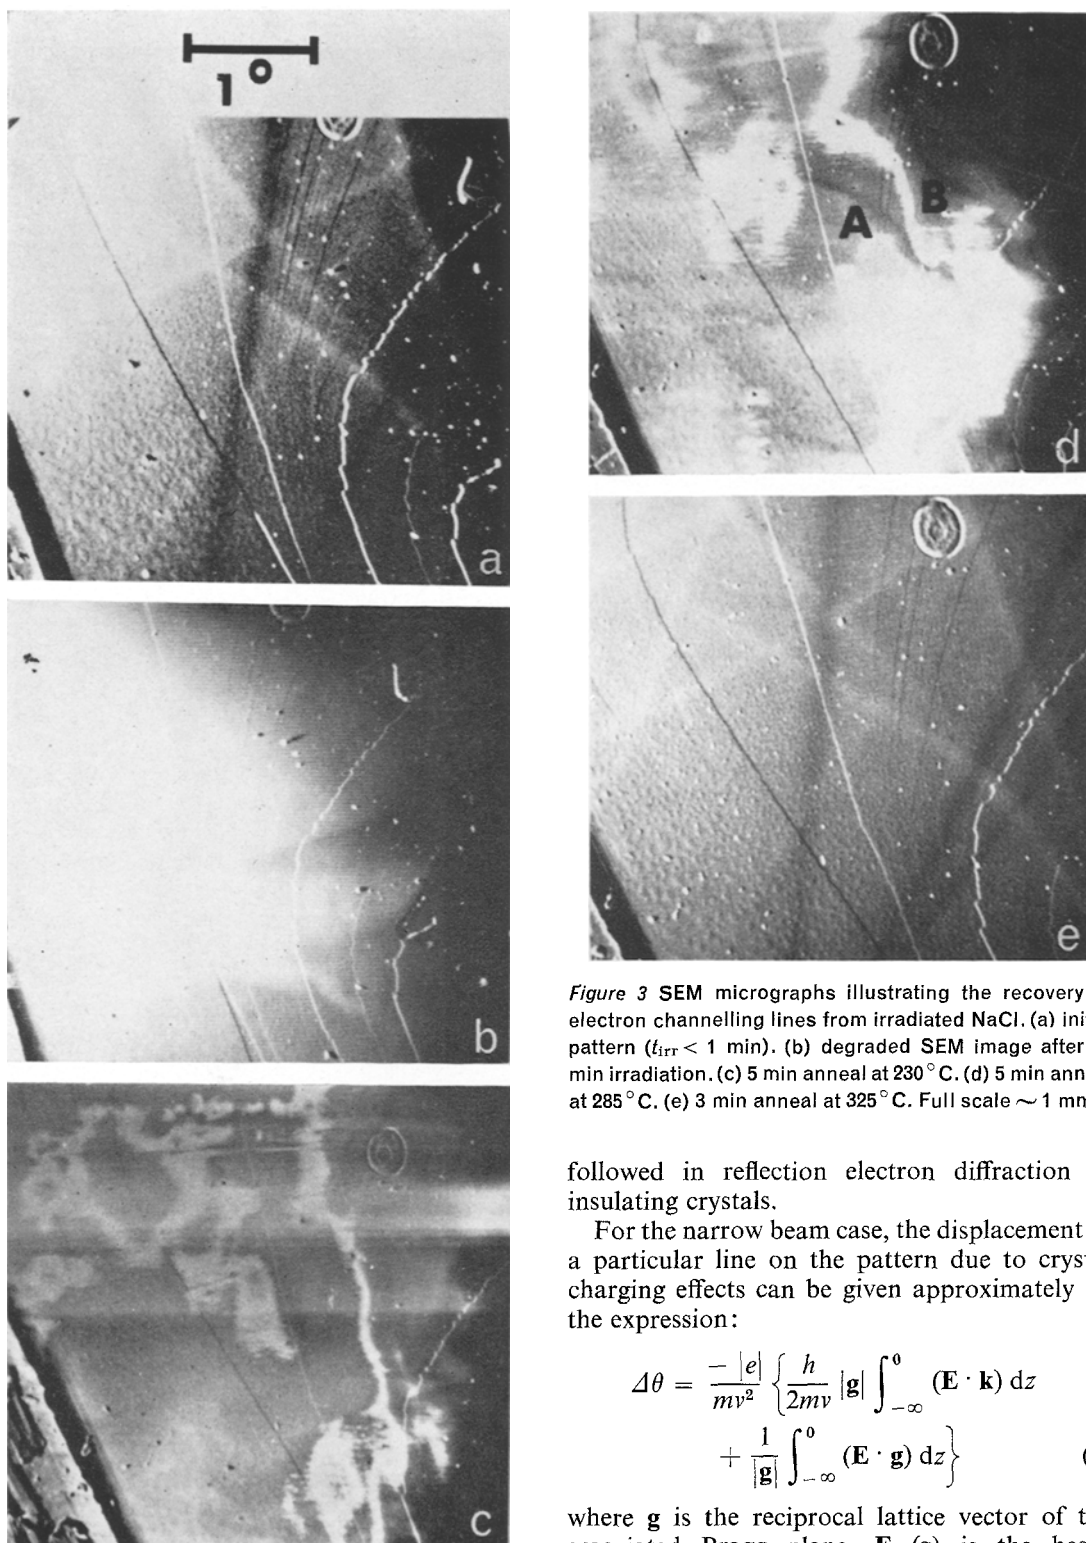 1°
a
b
c
A
B
d
e
Figure 3 SEM micrographs illustrating the recovery
electron channelling lines from irradiated NaCl. (a) ini
pattern (t_irr < 1 min). (b) degraded SEM image after
min irradiation. (c) 5 min anneal at 230°C. (d) 5 min ann
at 285°C. (e) 3 min anneal at 325°C. Full scale ~ 1 mm
followed in reflection electron diffraction
insulating crystals.
For the narrow beam case, the displacement
a particular line on the pattern due to crys
charging effects can be given approximately
the expression:
Δθ = −|e|/mv² { h/2mv |g| ∫₋∞⁰ (E · k) dz
+ 1/|g| ∫₋∞⁰ (E · g) dz }
(
where g is the reciprocal lattice vector of t